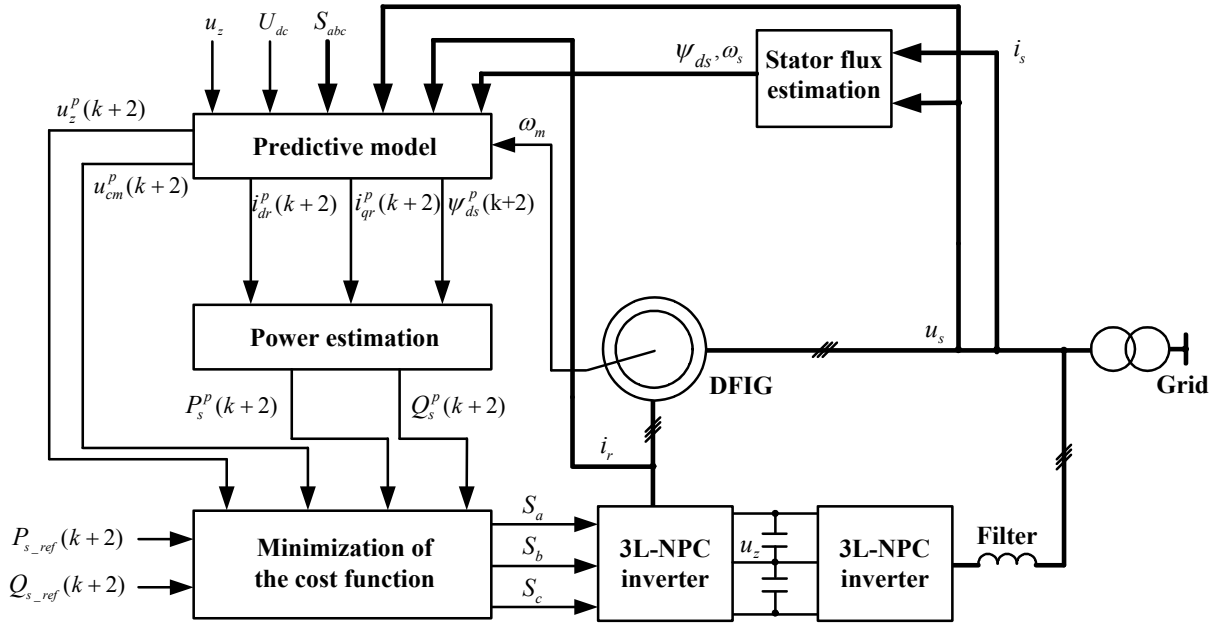 u_z
U_dc
S_abc
ψ_ds, ω_s
Stator flux
estimation
i_s
u_z^p(k+2)
Predictive model
ω_m
u_cm^p(k+2)
i_dr^p(k+2)
i_qr^p(k+2)
ψ_ds^p(k+2)
Power estimation
u_s
DFIG
Grid
P_s^p(k+2)
Q_s^p(k+2)
i_r
P_s_ref(k+2)
Q_s_ref(k+2)
Minimization of
the cost function
S_a
S_b
S_c
3L-NPC
inverter
u_z
3L-NPC
inverter
Filter